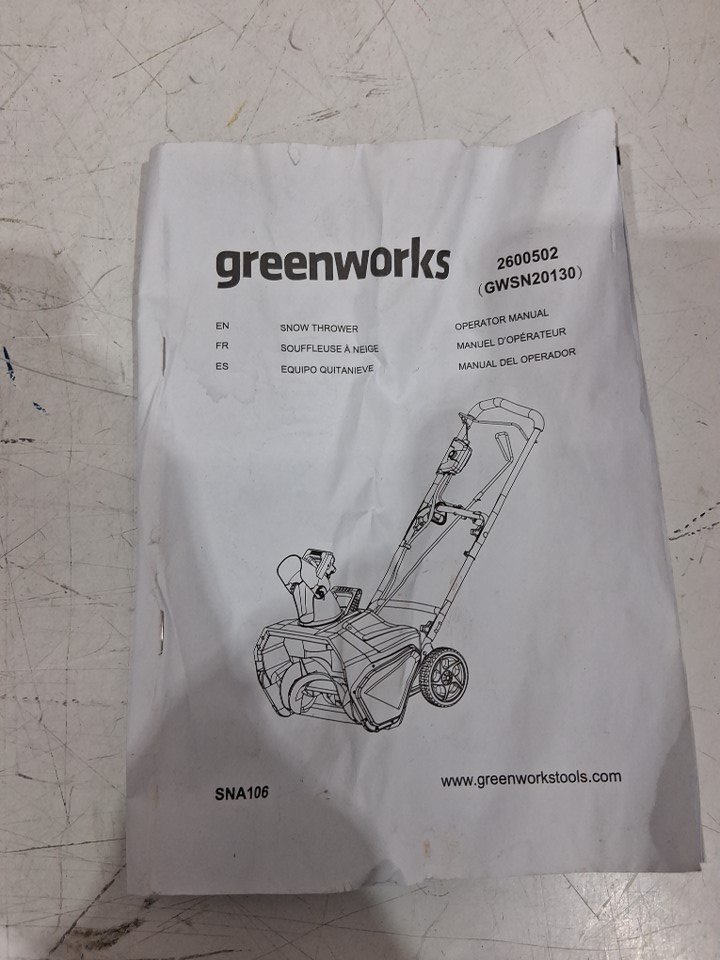 greenworks
2600502
(GWSN20130)
EN SNOW THROWER OPERATOR MANUAL
FR SOUFFLEUSE À NEIGE MANUEL D'OPÉRATEUR
ES EQUIPO QUITANIEVE MANUAL DEL OPERADOR
SNA106
www.greenworkstools.com